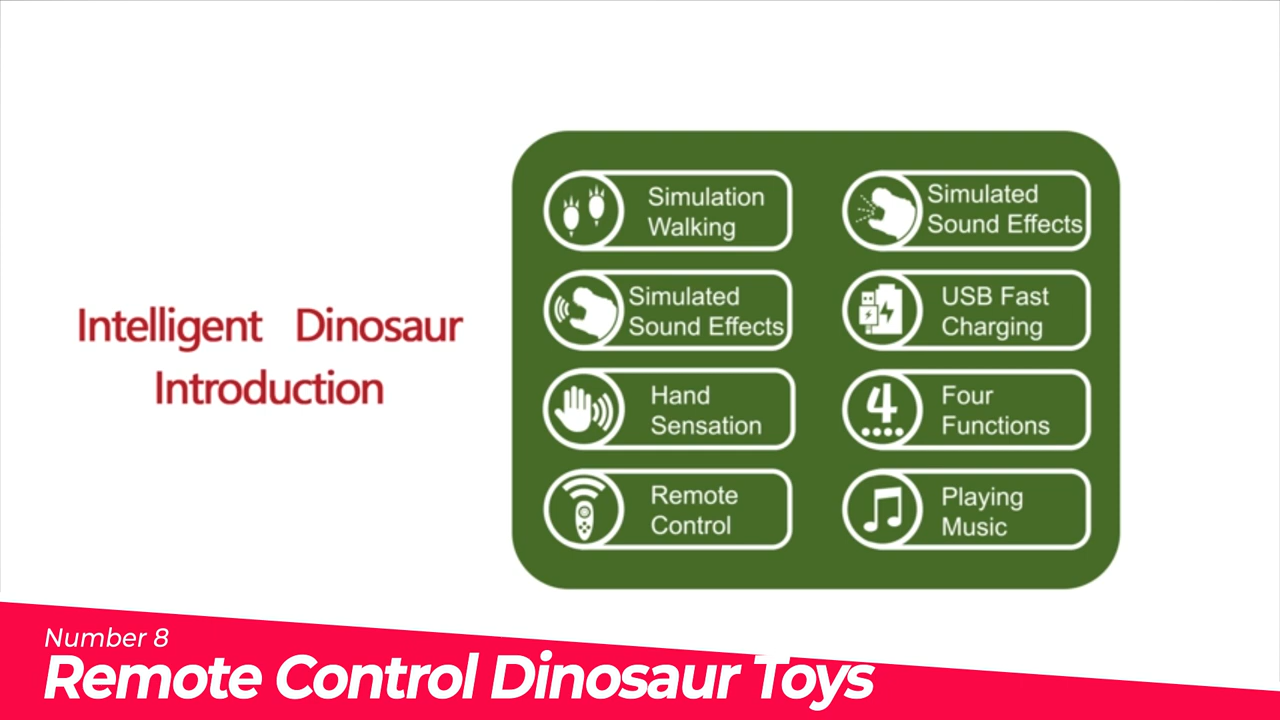 Intelligent Dinosaur
Introduction
Simulation
Walking
Simulated
Sound Effects
Simulated
Sound Effects
USB Fast
Charging
Hand
Sensation
4
Four
Functions
Remote
Control
Playing
Music
Number 8
Remote Control Dinosaur Toys